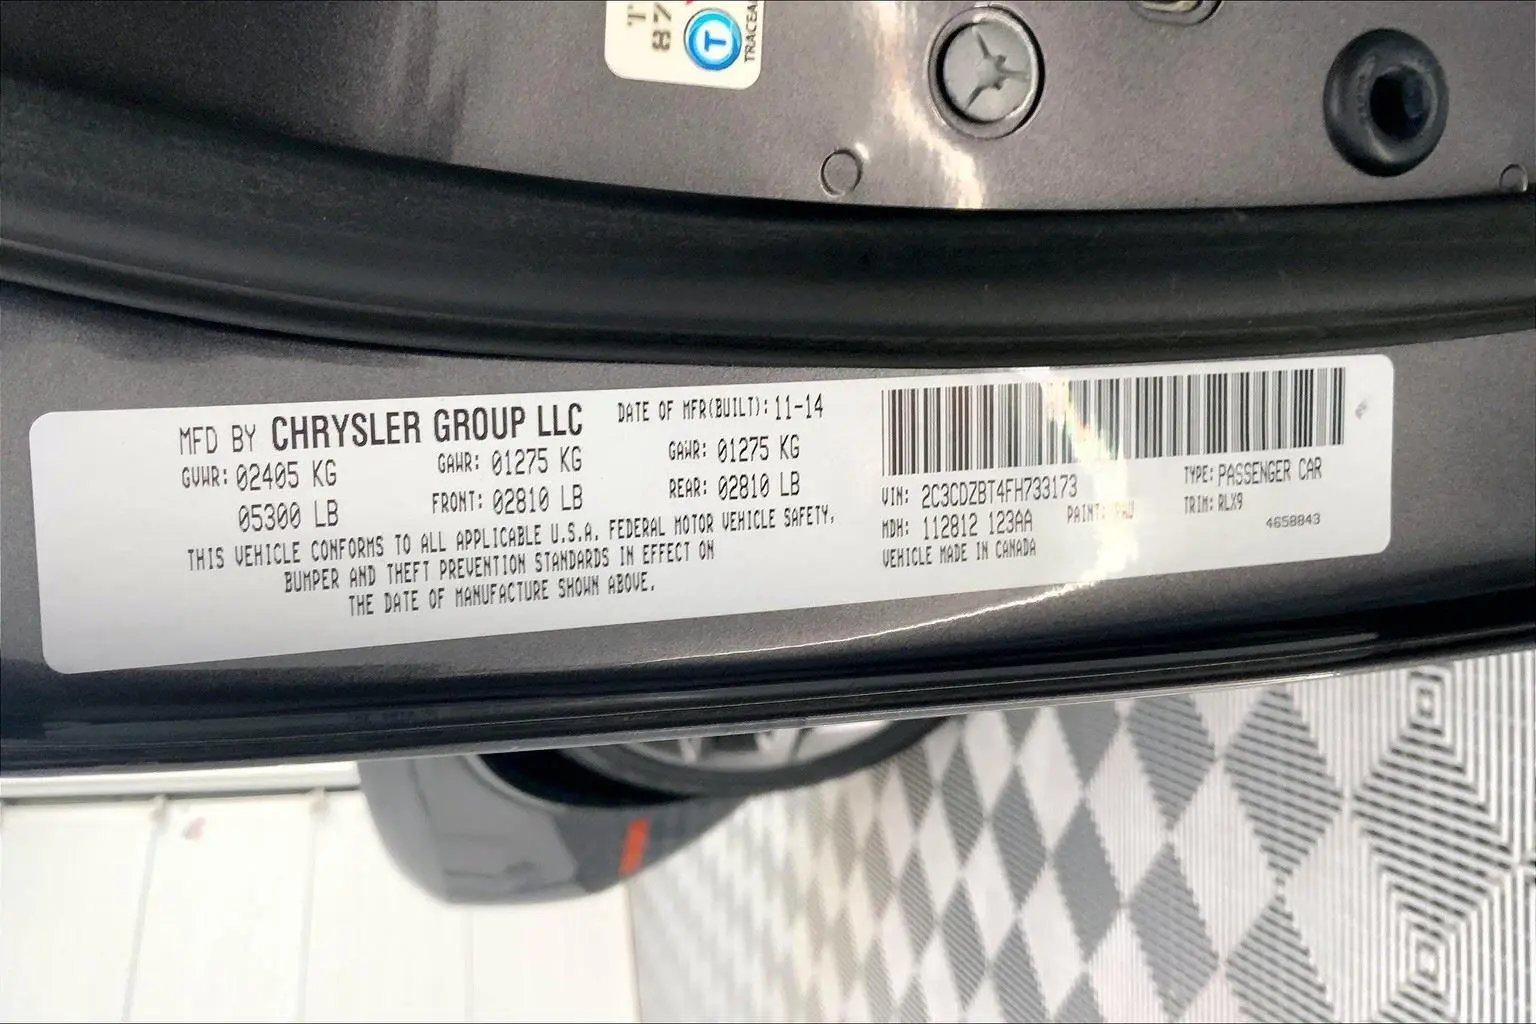 T
87
T
MFD BY CHRYSLER GROUP LLC
DATE OF MFR(BUILT): 11-14
GVWR: 02405 KG
GAWR: 01275 KG
GAWR: 01275 KG
05300 LB
FRONT: 02810 LB
REAR: 02810 LB
THIS VEHICLE CONFORMS TO ALL APPLICABLE U.S.A. FEDERAL MOTOR VEHICLE SAFETY,
BUMPER AND THEFT PREVENTION STANDARDS IN EFFECT ON
THE DATE OF MANUFACTURE SHOWN ABOVE.
VIN: 2C3CDZBT4FH733173
TYPE: PASSENGER CAR
MDH: 112812 123AA
PAINT:
TRIM: RLX9
VEHICLE MADE IN CANADA
4658843